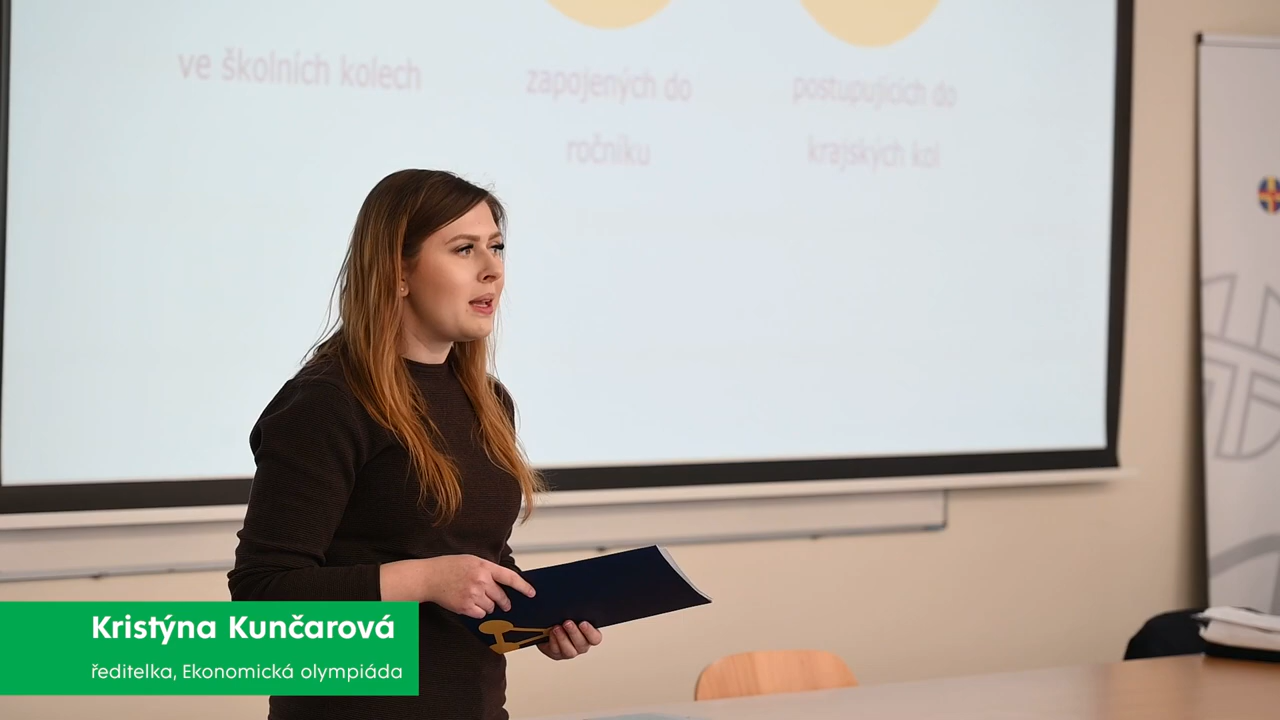 ve školních kolech
zapojených do
ročníku
postupujících do
krajských kol
Kristýna Kunčarová
ředitelka, Ekonomická olympiáda